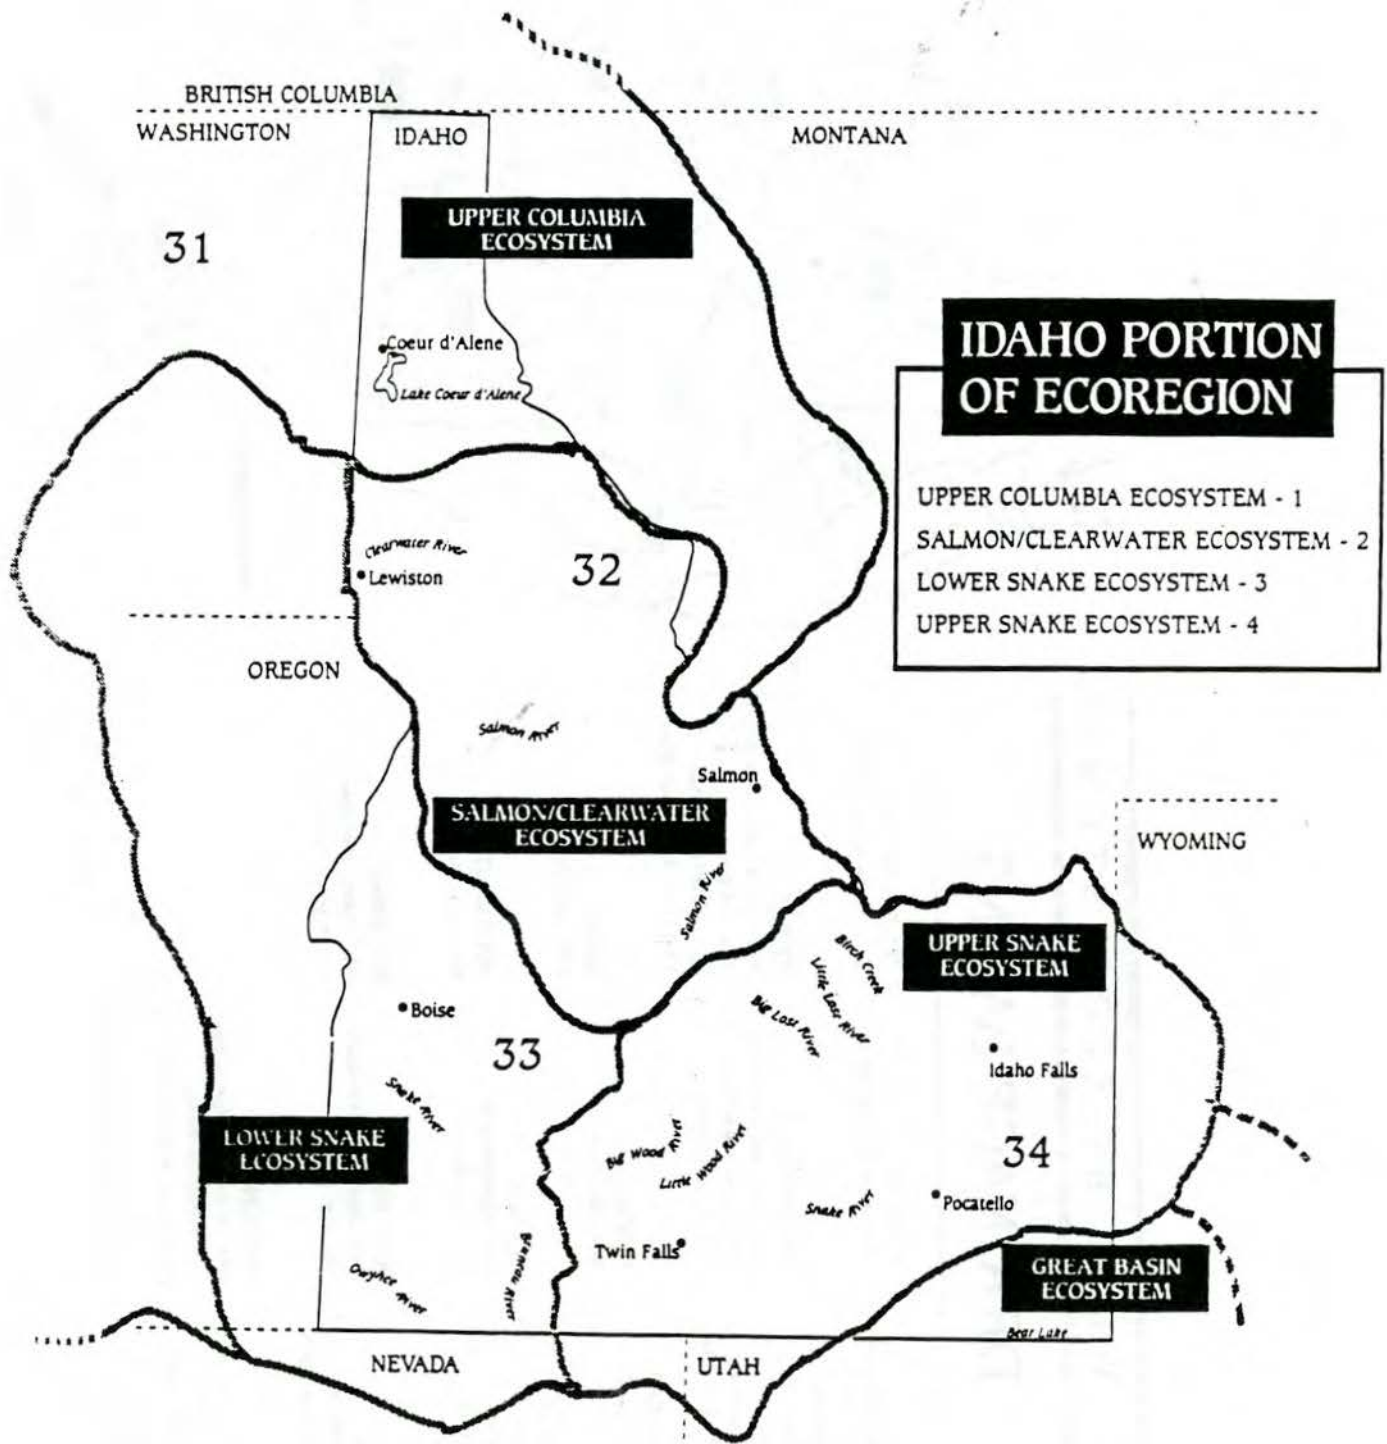 BRITISH COLUMBIA
WASHINGTON
IDAHO
MONTANA
UPPER COLUMBIA
ECOSYSTEM
31
IDAHO PORTION
OF ECOREGION
Coeur d'Alene
Lake Coeur d'Alene
UPPER COLUMBIA ECOSYSTEM - 1
SALMON/CLEARWATER ECOSYSTEM - 2
LOWER SNAKE ECOSYSTEM - 3
UPPER SNAKE ECOSYSTEM - 4
Clearwater River
Lewiston
32
OREGON
Salmon River
Salmon
SALMON/CLEARWATER
ECOSYSTEM
WYOMING
Salmon River
UPPER SNAKE
ECOSYSTEM
Birch Creek
Little Lost River
Big Lost River
Boise
33
Idaho Falls
Snake River
LOWER SNAKE
ECOSYSTEM
Big Wood River
Little Wood River
34
Snake River
Pocatello
Twin Falls
GREAT BASIN
ECOSYSTEM
Owyhee River
Bruneau River
Bear Lake
NEVADA
UTAH